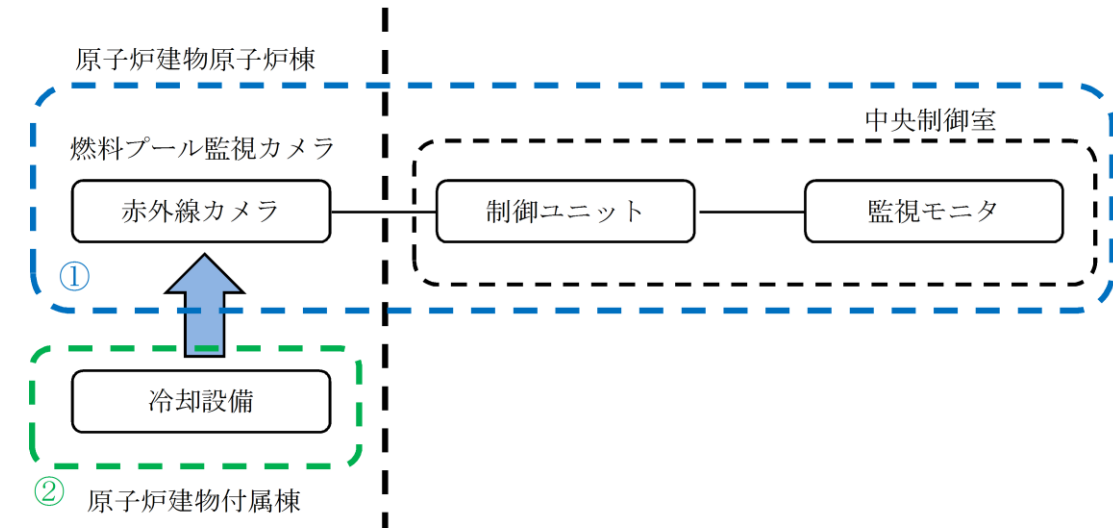 原子炉建物原子炉棟
中央制御室
燃料プール監視カメラ
赤外線カメラ
制御ユニット
監視モニタ
①
冷却設備
②
原子炉建物付属棟